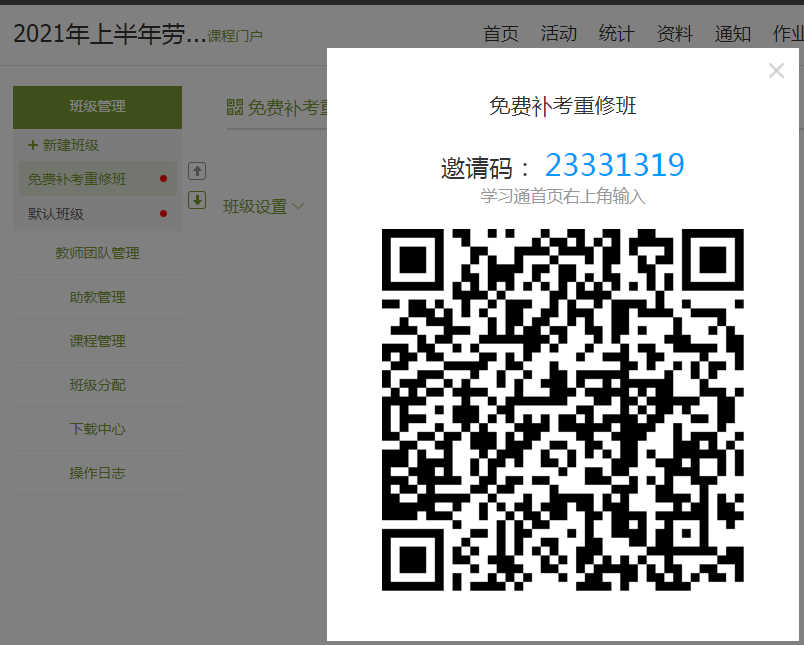 2021年上半年劳...课程门户
首页 活动 统计 资料 通知 作业
班级管理
+ 新建班级
免费补考重修班
默认班级
教师团队管理
助教管理
课程管理
班级分配
下载中心
操作日志
免费补考重
班级设置
免费补考重修班
邀请码： 23331319
学习通首页右上角输入